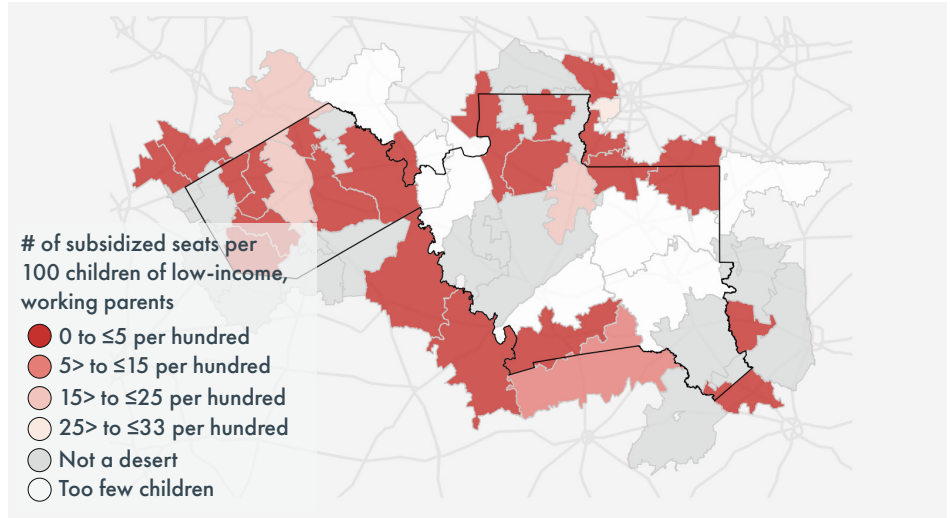 # of subsidized seats per
100 children of low-income,
working parents
0 to ≤5 per hundred
5> to ≤15 per hundred
15> to ≤25 per hundred
25> to ≤33 per hundred
Not a desert
Too few children